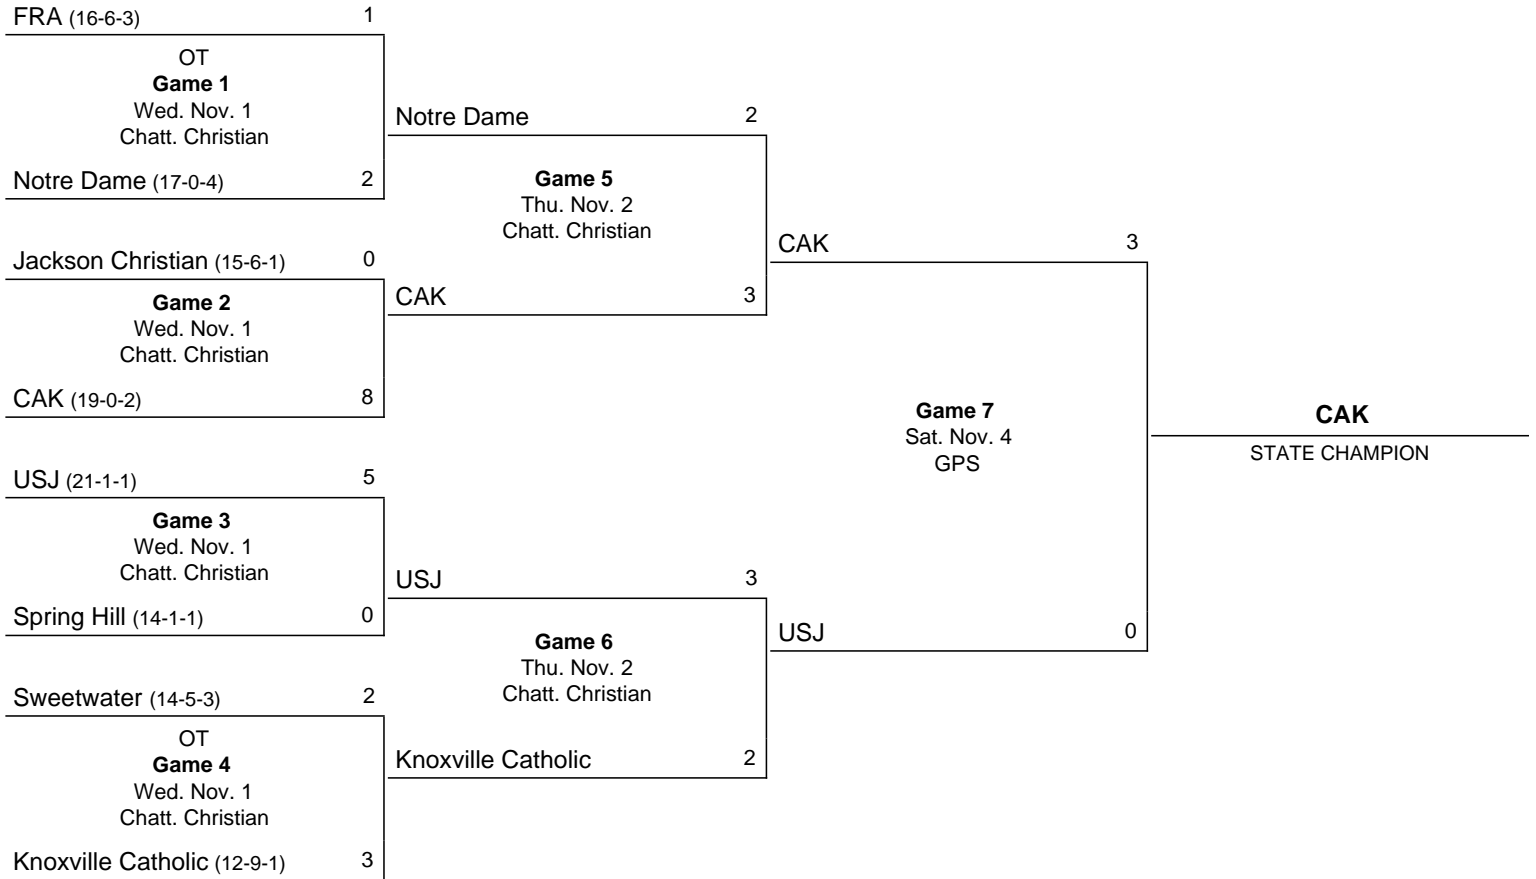 FRA (16-6-3) 1
OT
Game 1
Wed. Nov. 1
Chatt. Christian
Notre Dame (17-0-4) 2
Jackson Christian (15-6-1) 0
Game 2
Wed. Nov. 1
Chatt. Christian
CAK (19-0-2) 8
USJ (21-1-1) 5
Game 3
Wed. Nov. 1
Chatt. Christian
Spring Hill (14-1-1) 0
Sweetwater (14-5-3) 2
OT
Game 4
Wed. Nov. 1
Chatt. Christian
Knoxville Catholic (12-9-1) 3
Notre Dame 2
Game 5
Thu. Nov. 2
Chatt. Christian
CAK 3
USJ 3
Game 6
Thu. Nov. 2
Chatt. Christian
Knoxville Catholic 2
CAK 3
Game 7
Sat. Nov. 4
GPS
USJ 0
CAK
STATE CHAMPION